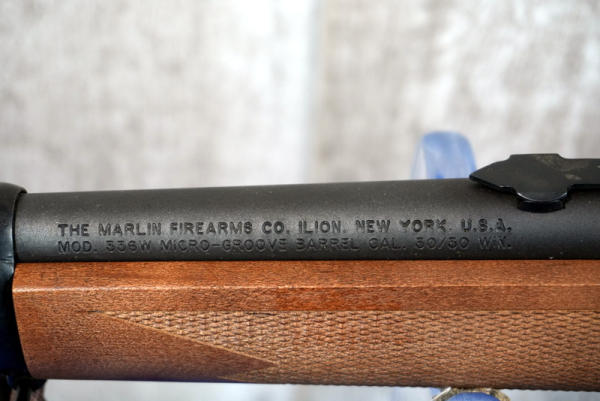 THE MARLIN FIREARMS CO. ILION, NEW YORK, U.S.A.
MOD. 336W MICRO-GROOVE BARREL CAL. 30/30 WIN.